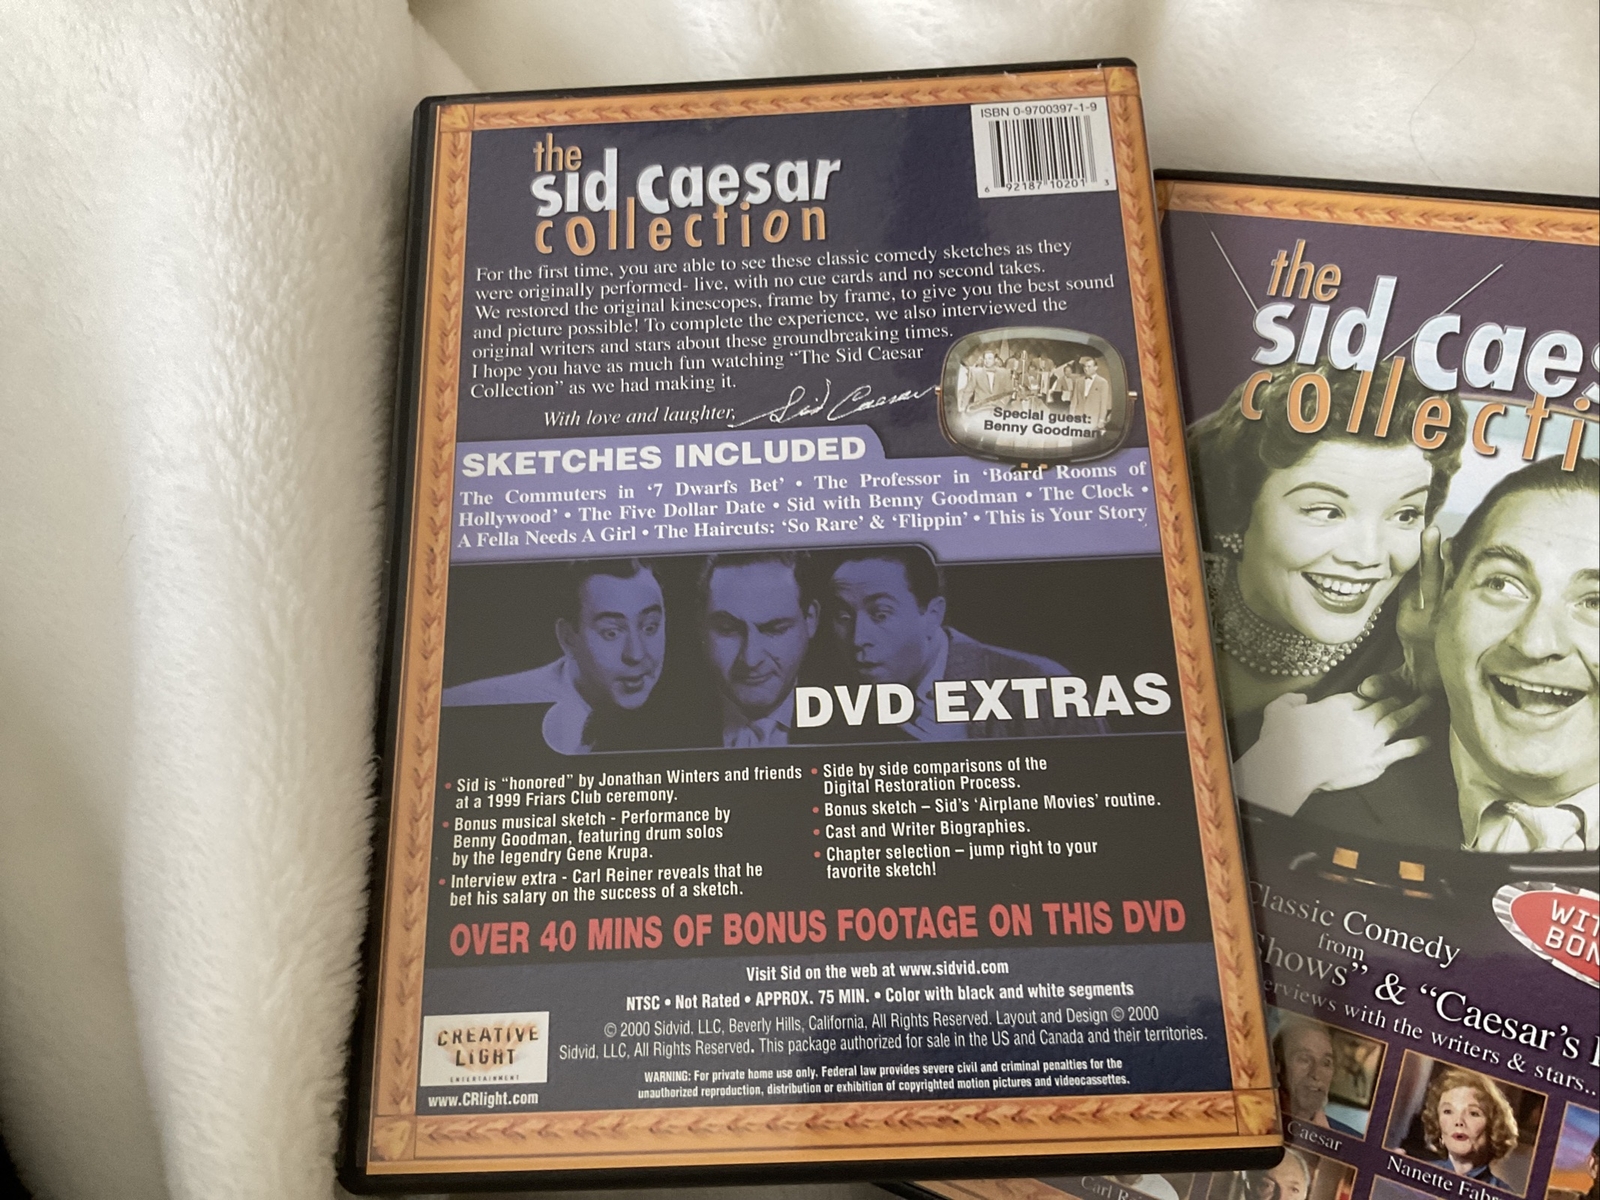 ISBN 0-9700397-1-9
6 92187 10201 3
the
sid caesar
collection
For the first time, you are able to see these classic comedy sketches as they
were originally performed- live, with no cue cards and no second takes.
We restored the original kinescopes, frame by frame, to give you the best sound
and picture possible! To complete the experience, we also interviewed the
original writers and stars about these groundbreaking times.
I hope you have as much fun watching “The Sid Caesar
Collection” as we had making it.
With love and laughter, Sid Caesar
Special guest:
Benny Goodman
SKETCHES INCLUDED
The Commuters in ‘7 Dwarfs Bet’ • The Professor in ‘Board Rooms of
Hollywood’ • The Five Dollar Date • Sid with Benny Goodman • The Clock •
A Fella Needs A Girl • The Haircuts: ‘So Rare’ & ‘Flippin’ • This is Your Story
DVD EXTRAS
• Sid is “honored” by Jonathan Winters and friends
at a 1999 Friars Club ceremony.
• Bonus musical sketch - Performance by
Benny Goodman, featuring drum solos
by the legendry Gene Krupa.
• Interview extra - Carl Reiner reveals that he
bet his salary on the success of a sketch.
• Side by side comparisons of the
Digital Restoration Process.
• Bonus sketch – Sid’s ‘Airplane Movies’ routine.
• Cast and Writer Biographies.
• Chapter selection – jump right to your
favorite sketch!
OVER 40 MINS OF BONUS FOOTAGE ON THIS DVD
Visit Sid on the web at www.sidvid.com
NTSC • Not Rated • APPROX. 75 MIN. • Color with black and white segments
© 2000 Sidvid, LLC, Beverly Hills, California, All Rights Reserved. Layout and Design © 2000
Sidvid, LLC, All Rights Reserved. This package authorized for sale in the US and Canada and their territories.
WARNING: For private home use only. Federal law provides severe civil and criminal penalties for the
unauthorized reproduction, distribution or exhibition of copyrighted motion pictures and videocassettes.
CREATIVE
LIGHT
ENTERTAINMENT
www.CRlight.com
the
sid caes
collecti
Classic Comedy
from
Shows” & “Caesar’s
erviews with the writers & stars...
WIT
BON
Caesar
Nanette Fab
Carl Re